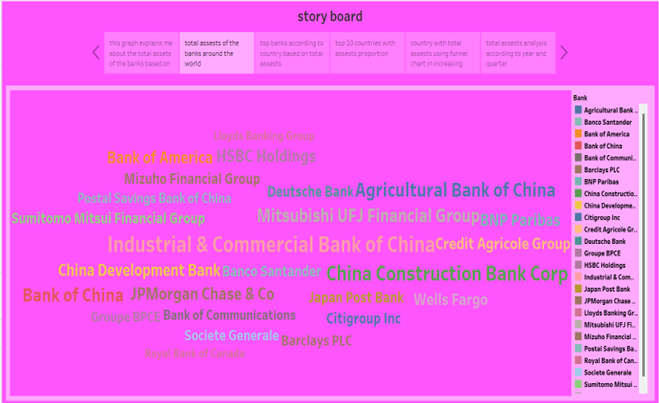 story board
this graph explains me
about the total assets
of the banks based on
total assests of the
banks around the
world
top banks according to
country based on total
assests
top 10 countries with
assests proportion
country with total
assests using funnel
chart in increasing
total assests analysis
according to year and
quarter
Lloyds Banking Group
Bank of America HSBC Holdings
Mizuho Financial Group
Postal Savings Bank of China Deutsche Bank Agricultural Bank of China
Sumitomo Mitsui Financial Group Mitsubishi UFJ Financial Group BNP Paribas
Industrial & Commercial Bank of China Credit Agricole Group
China Development Bank Banco Santander China Construction Bank Corp
Bank of China JPMorgan Chase & Co Japan Post Bank Wells Fargo
Groupe BPCE Bank of Communications Citigroup Inc
Societe Generale Barclays PLC
Royal Bank of Canada
Bank
Agricultural Bank ..
Banco Santander
Bank of America
Bank of China
Bank of Communi..
Barclays PLC
BNP Paribas
China Constructio..
China Developme..
Citigroup Inc
Credit Agricole Gr..
Deutsche Bank
Groupe BPCE
HSBC Holdings
Industrial & Com..
Japan Post Bank
JPMorgan Chase ..
Lloyds Banking Gr..
Mitsubishi UFJ Fi..
Mizuho Financial ..
Postal Savings Ba..
Royal Bank of Can..
Societe Generale
Sumitomo Mitsui ..